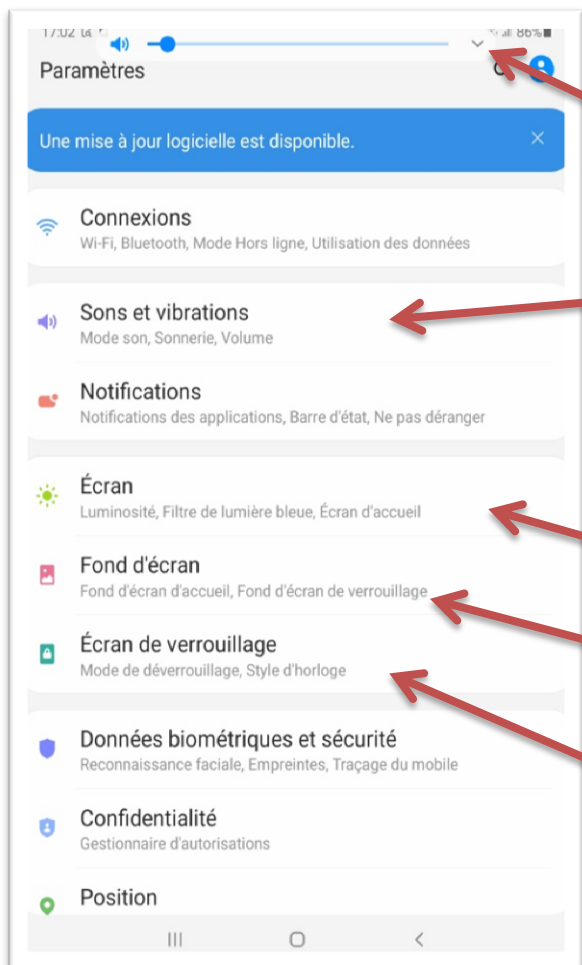 17:02
86%
Paramètres
Une mise à jour logicielle est disponible.
Connexions
Wi-Fi, Bluetooth, Mode Hors ligne, Utilisation des données
Sons et vibrations
Mode son, Sonnerie, Volume
Notifications
Notifications des applications, Barre d'état, Ne pas déranger
Écran
Luminosité, Filtre de lumière bleue, Écran d'accueil
Fond d'écran
Fond d'écran d'accueil, Fond d'écran de verrouillage
Écran de verrouillage
Mode de déverrouillage, Style d'horloge
Données biométriques et sécurité
Reconnaissance faciale, Empreintes, Traçage du mobile
Confidentialité
Gestionnaire d'autorisations
Position